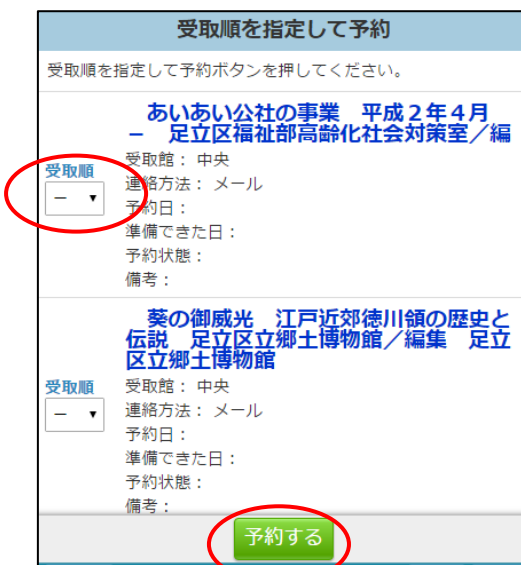 受取順を指定して予約
受取順を指定して予約ボタンを押してください。
あいあい公社の事業　平成２年４月
－　足立区福祉部高齢化社会対策室／編
受取順
－
受取館： 中央
連絡方法： メール
予約日：
準備できた日：
予約状態：
備考：
葵の御威光　江戸近郊徳川領の歴史と
伝説　足立区立郷土博物館／編集　足立
区立郷土博物館
受取順
－
受取館： 中央
連絡方法： メール
予約日：
準備できた日：
予約状態：
備考：
予約する